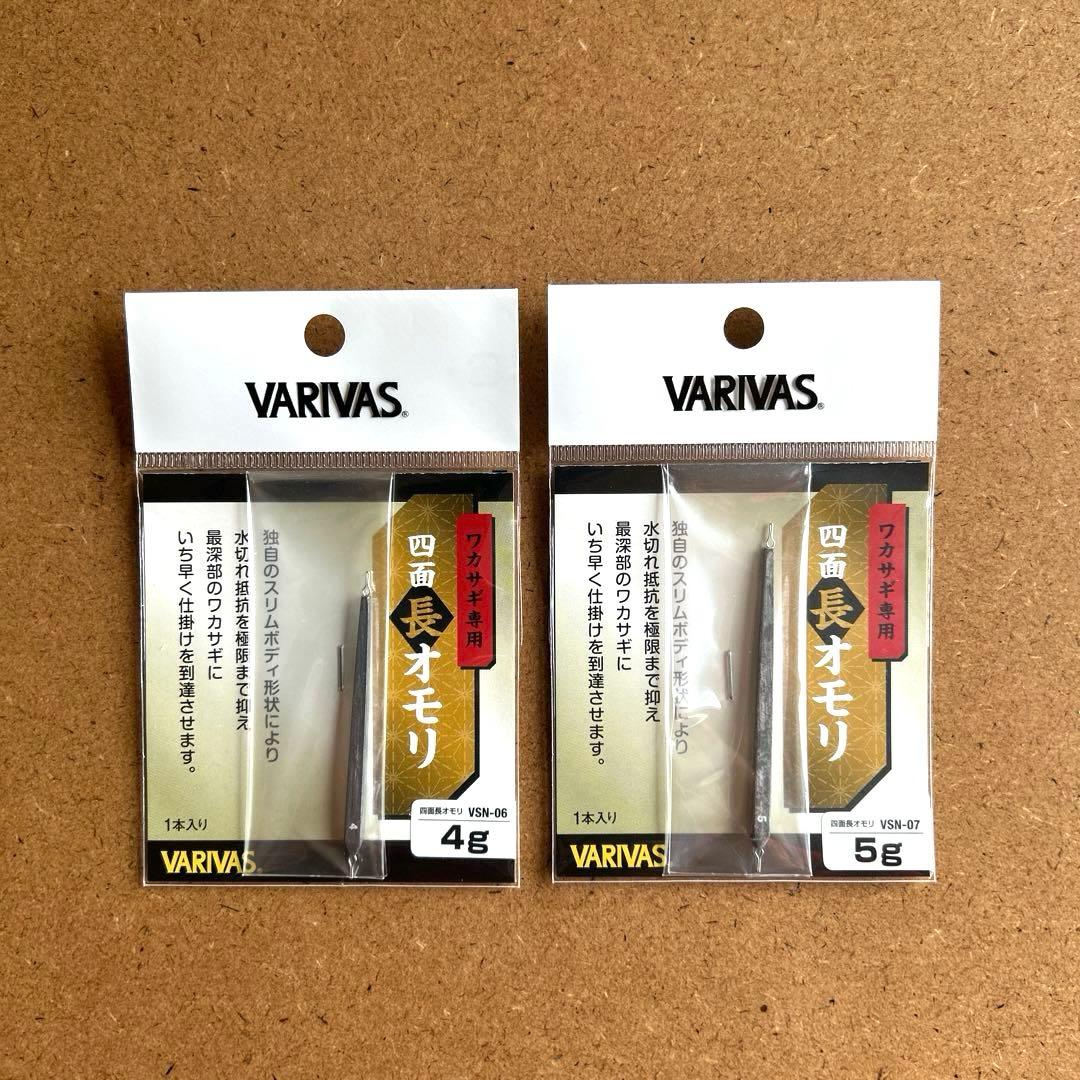 VARIVAS®
ワカサギ専用
四面長オモリ
独自のスリムボディ形状により
水切れ抵抗を極限まで抑え
最深部のワカサギに
いち早く仕掛けを到達させます。
1本入り
4
四面長オモリ VSN-06
4g
VARIVAS®
VARIVAS®
ワカサギ専用
四面長オモリ
独自のスリムボディ形状により
水切れ抵抗を極限まで抑え
最深部のワカサギに
いち早く仕掛けを到達させます。
1本入り
5
四面長オモリ VSN-07
5g
VARIVAS